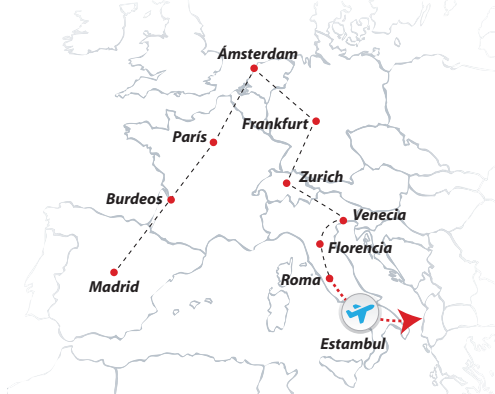 Ámsterdam
Frankfurt
París
Zurich
Burdeos
Venecia
Florencia
Roma
Madrid
Estambul